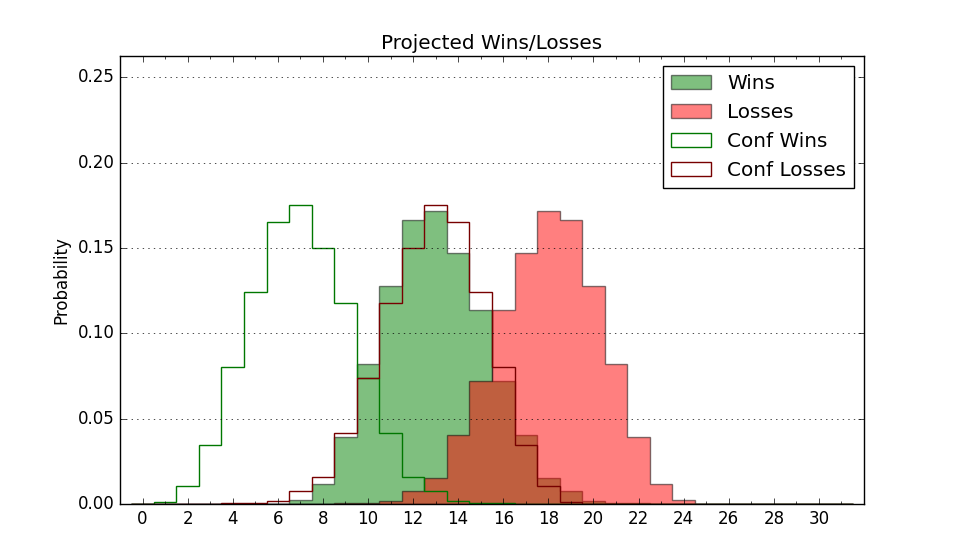 Projected Wins/Losses
0.25
0.20
0.15
0.10
0.05
0.00
Probability
Wins
Losses
Conf Wins
Conf Losses
0 2 4 6 8 10 12 14 16 18 20 22 24 26 28 30